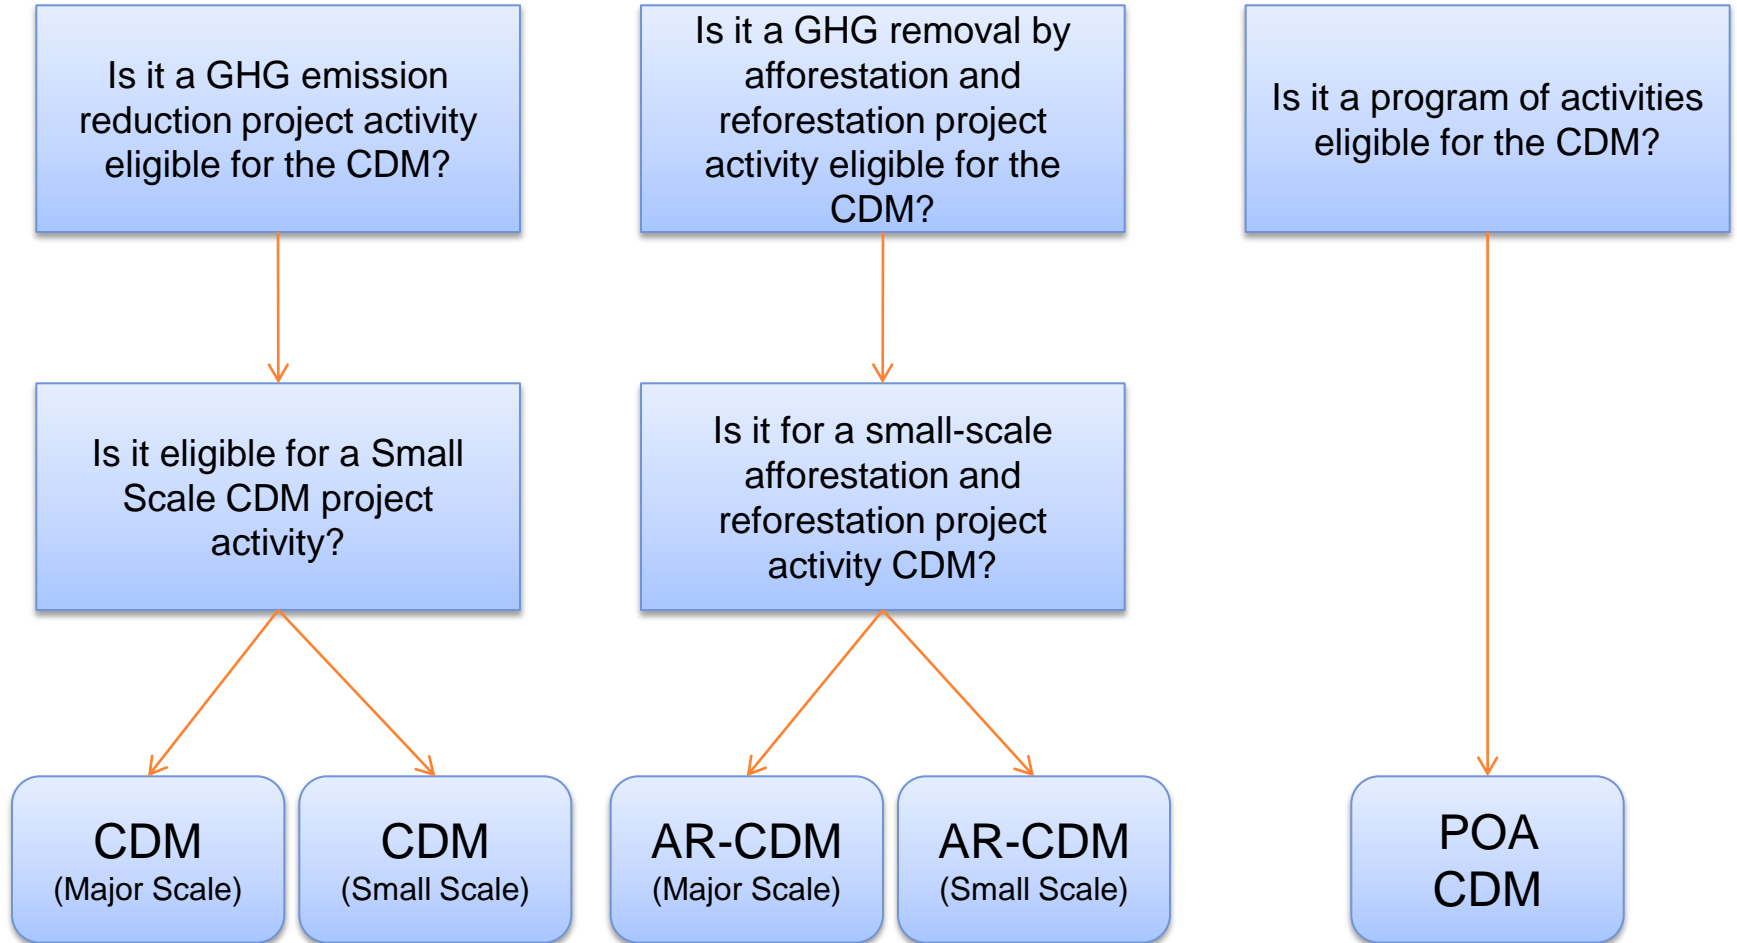 Is it a GHG emission
reduction project activity
eligible for the CDM?
Is it a GHG removal by
afforestation and
reforestation project
activity eligible for the
CDM?
Is it a program of activities
eligible for the CDM?
Is it eligible for a Small
Scale CDM project
activity?
Is it for a small-scale
afforestation and
reforestation project
activity CDM?
CDM
(Major Scale)
CDM
(Small Scale)
AR-CDM
(Major Scale)
AR-CDM
(Small Scale)
POA
CDM